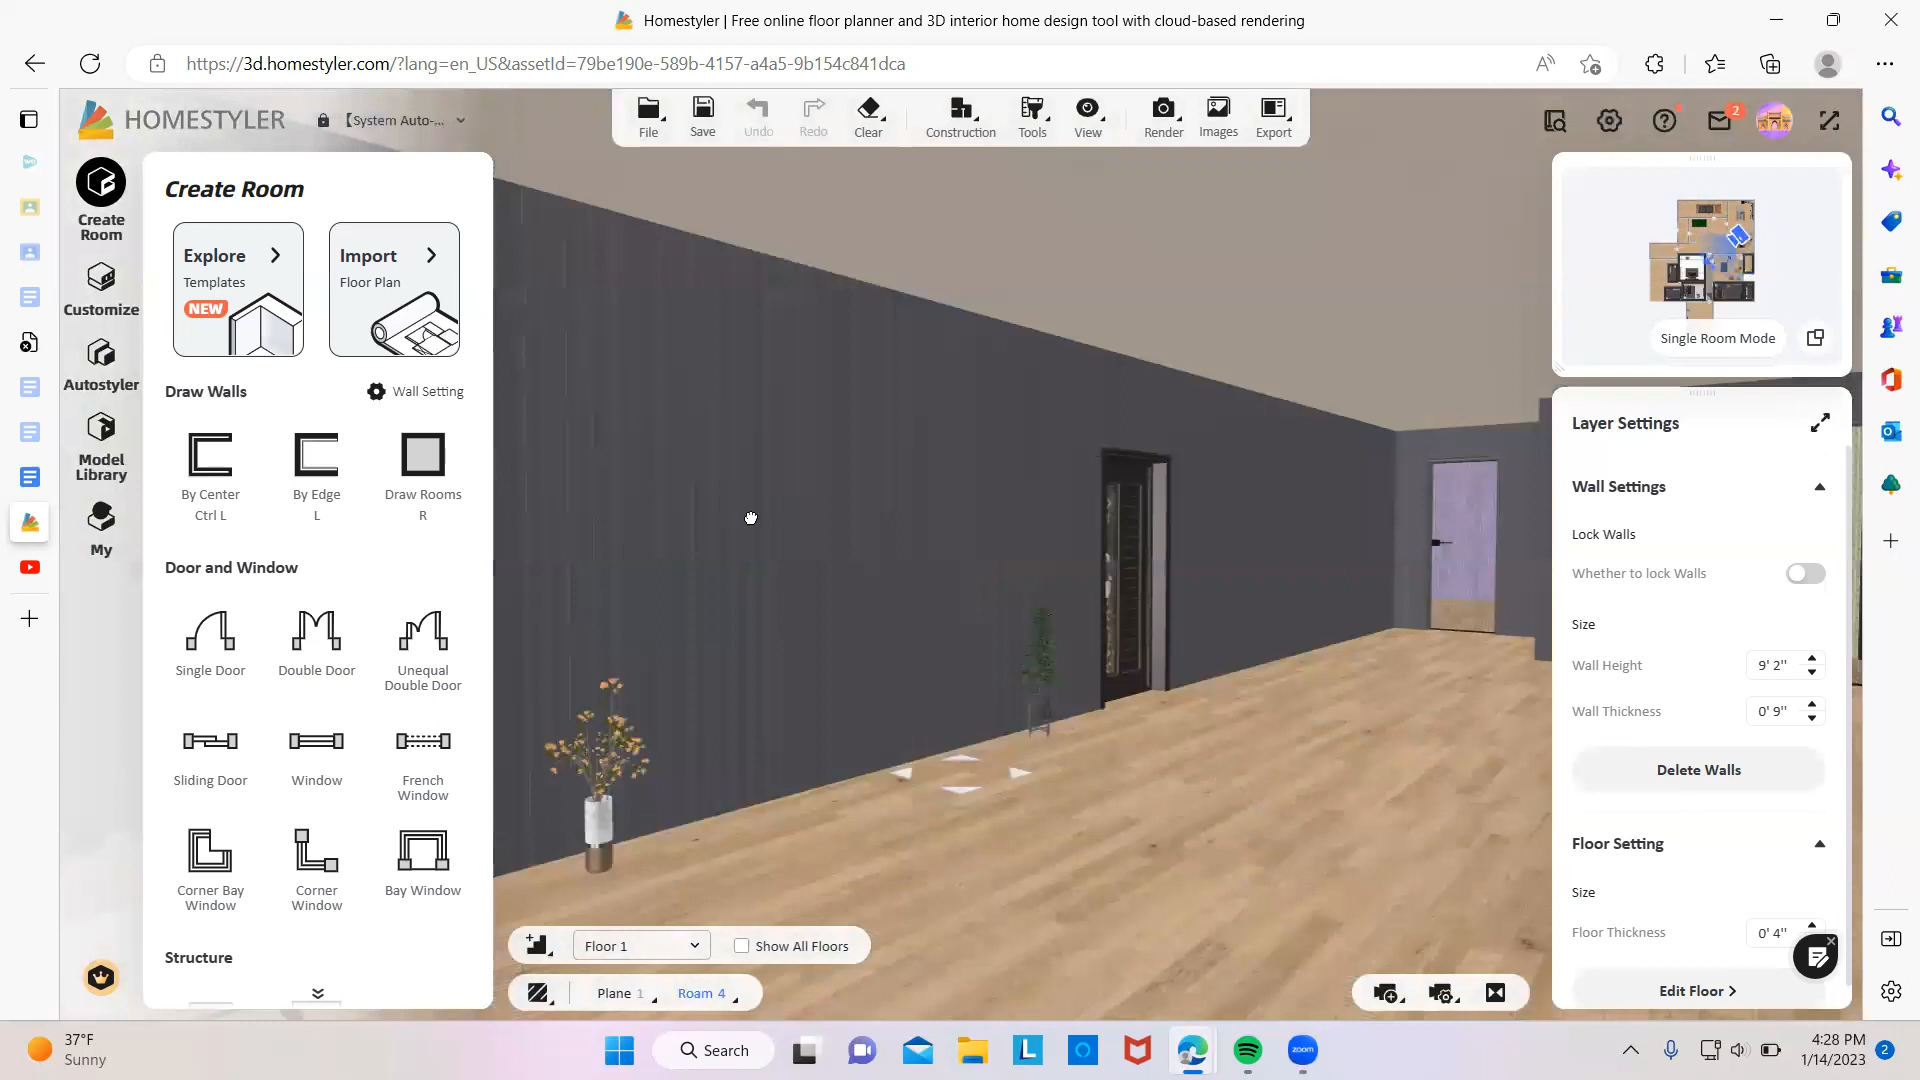 Homestyler | Free online floor planner and 3D interior home design tool with cloud-based rendering
https://3d.homestyler.com/?lang=en_US&assetId=79be190e-589b-4157-a4a5-9b154c841dca
HOMESTYLER
【System Auto-...
File
Save
Undo
Redo
Clear
Construction
Tools
View
Render
Images
Export
2
Create
Room
Customize
Autostyler
Model
Library
My
Create Room
Explore
Templates
NEW
Import
Floor Plan
Draw Walls
Wall Setting
By Center
Ctrl L
By Edge
L
Draw Rooms
R
Door and Window
Single Door
Double Door
Unequal
Double Door
Sliding Door
Window
French
Window
Corner Bay
Window
Corner
Window
Bay Window
Structure
Floor 1
Show All Floors
Plane 1
Roam 4
Single Room Mode
Layer Settings
Wall Settings
Lock Walls
Whether to lock Walls
Size
Wall Height
9' 2"
Wall Thickness
0' 9"
Delete Walls
Floor Setting
Size
Floor Thickness
0' 4"
Edit Floor
37°F
Sunny
Search
L
zoom
4:28 PM
1/14/2023
2